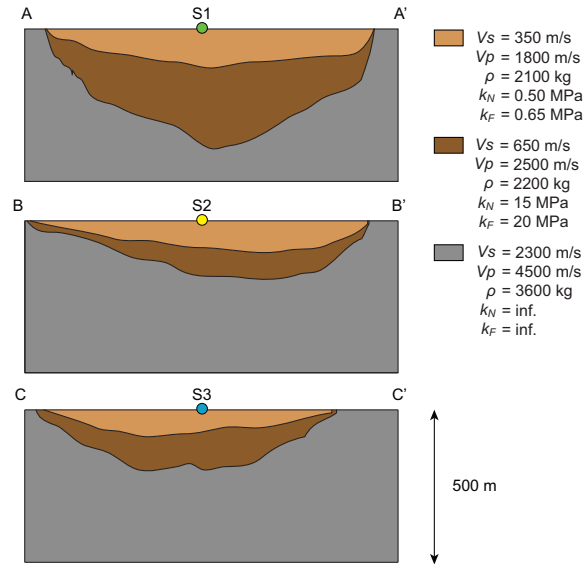 A S1 A'
B S2 B'
C S3 C'
500 m
Vs = 350 m/s
Vp = 1800 m/s
ρ = 2100 kg
kN = 0.50 MPa
kF = 0.65 MPa
Vs = 650 m/s
Vp = 2500 m/s
ρ = 2200 kg
kN = 15 MPa
kF = 20 MPa
Vs = 2300 m/s
Vp = 4500 m/s
ρ = 3600 kg
kN = inf.
kF = inf.